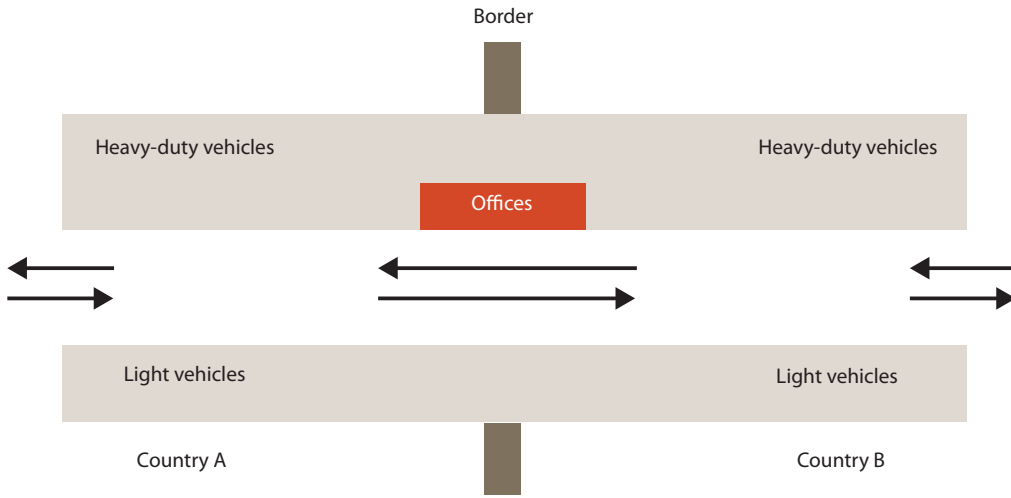 Border
Heavy-duty vehicles
Heavy-duty vehicles
Offices
Light vehicles
Light vehicles
Country A
Country B